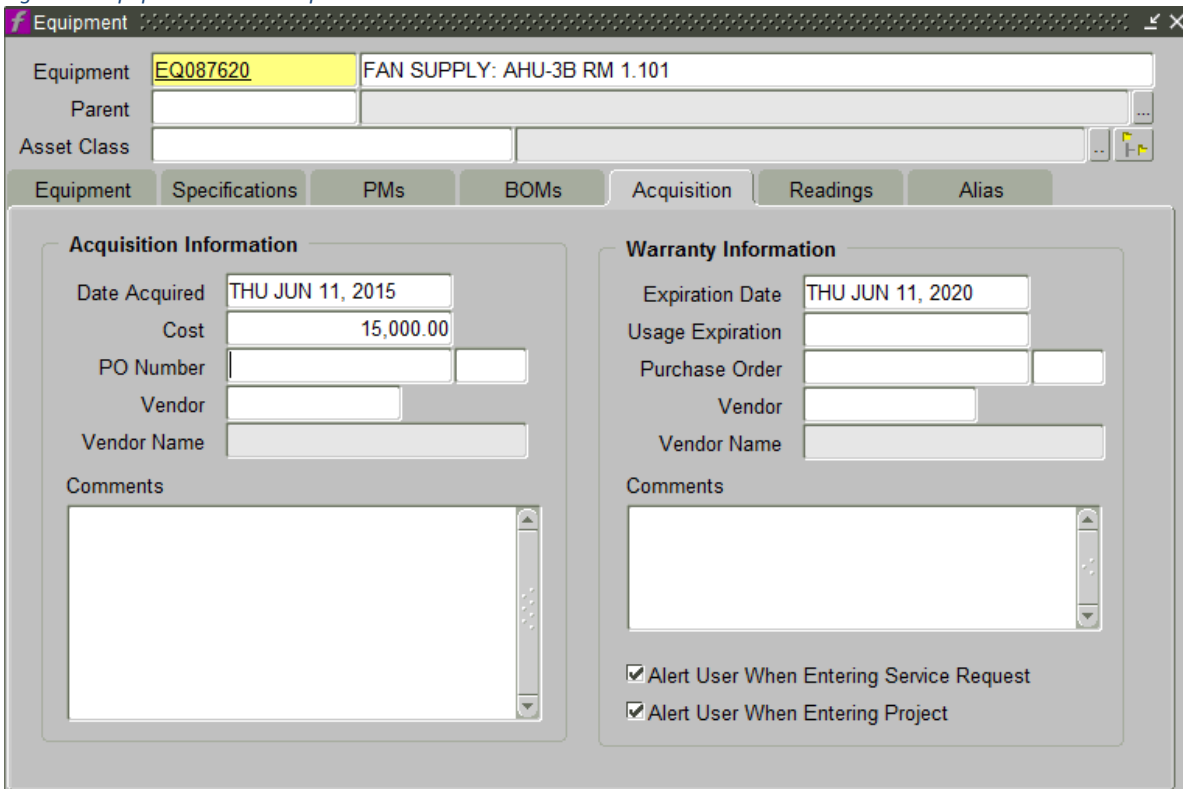 Equipment
Equipment EQ087620 FAN SUPPLY: AHU-3B RM 1.101
Parent ...
Asset Class ..
Equipment Specifications PMs BOMs Acquisition Readings Alias
Acquisition Information
Date Acquired THU JUN 11, 2015
Cost 15,000.00
PO Number
Vendor
Vendor Name
Comments
Warranty Information
Expiration Date THU JUN 11, 2020
Usage Expiration
Purchase Order
Vendor
Vendor Name
Comments
Alert User When Entering Service Request
Alert User When Entering Project